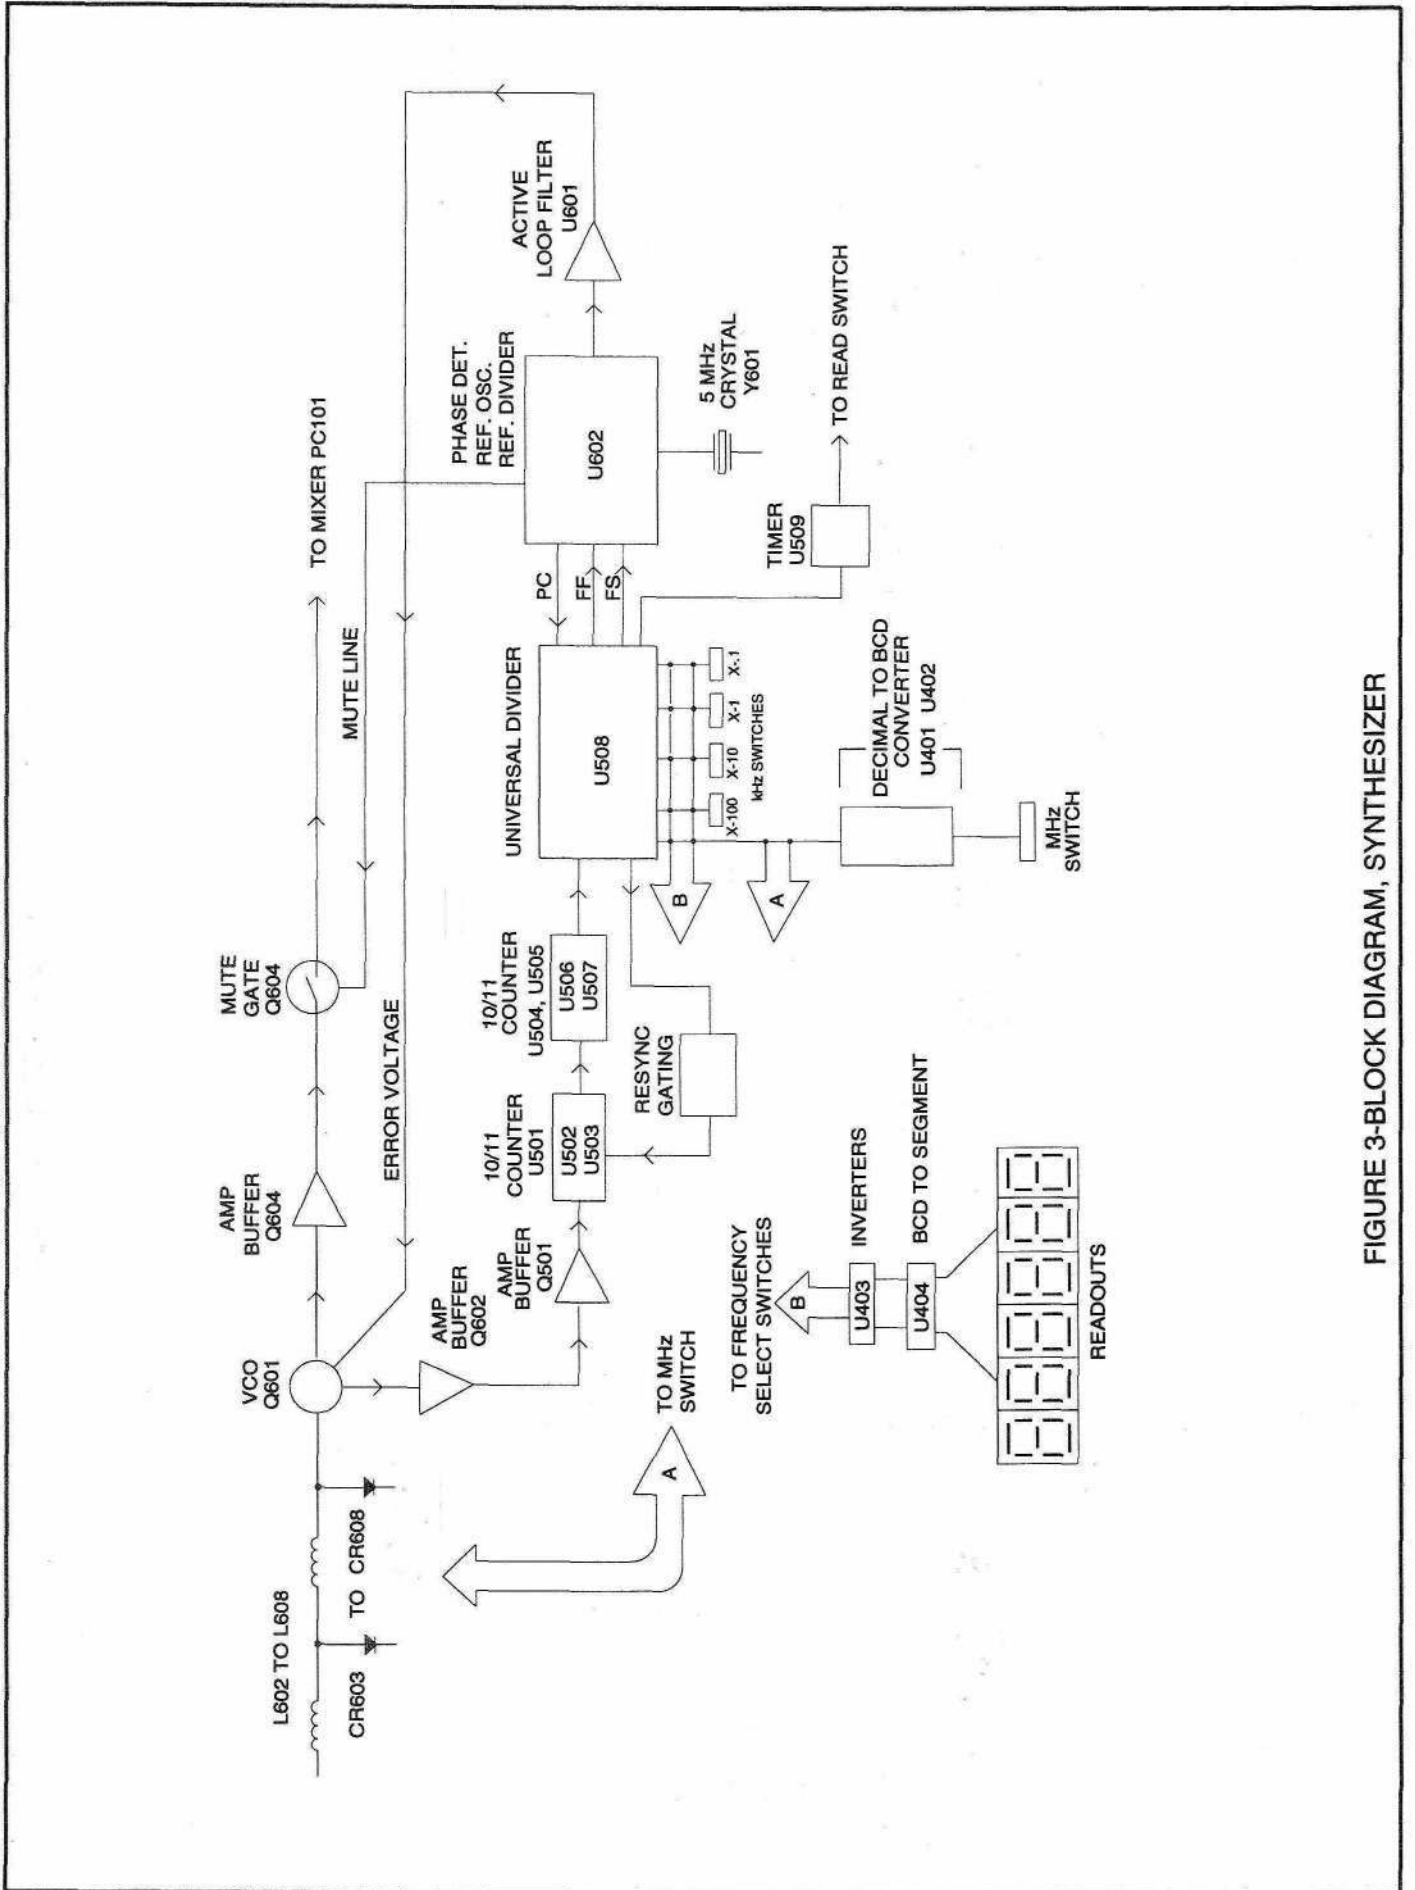 L602 TO L608
CR603 TO CR608
VCO
Q601
AMP
BUFFER
Q604
MUTE
GATE
Q604
TO MIXER PC101
MUTE LINE
ERROR VOLTAGE
AMP
BUFFER
Q602
AMP
BUFFER
Q501
10/11
COUNTER
U501
U502
U503
10/11
COUNTER
U504, U505
U506
U507
RESYNC
GATING
UNIVERSAL DIVIDER
U508
PC
FF
FS
PHASE DET.
REF. OSC.
REF. DIVIDER
U602
ACTIVE
LOOP FILTER
U601
5 MHz
CRYSTAL
Y601
TIMER
U509
TO READ SWITCH
X-100
X-10
X-1
X-.1
kHz SWITCHES
B
A
DECIMAL TO BCD
CONVERTER
U401 U402
MHz
SWITCH
A
TO MHz
SWITCH
TO FREQUENCY
SELECT SWITCHES
B
U403
INVERTERS
U404
BCD TO SEGMENT
READOUTS
FIGURE 3-BLOCK DIAGRAM, SYNTHESIZER